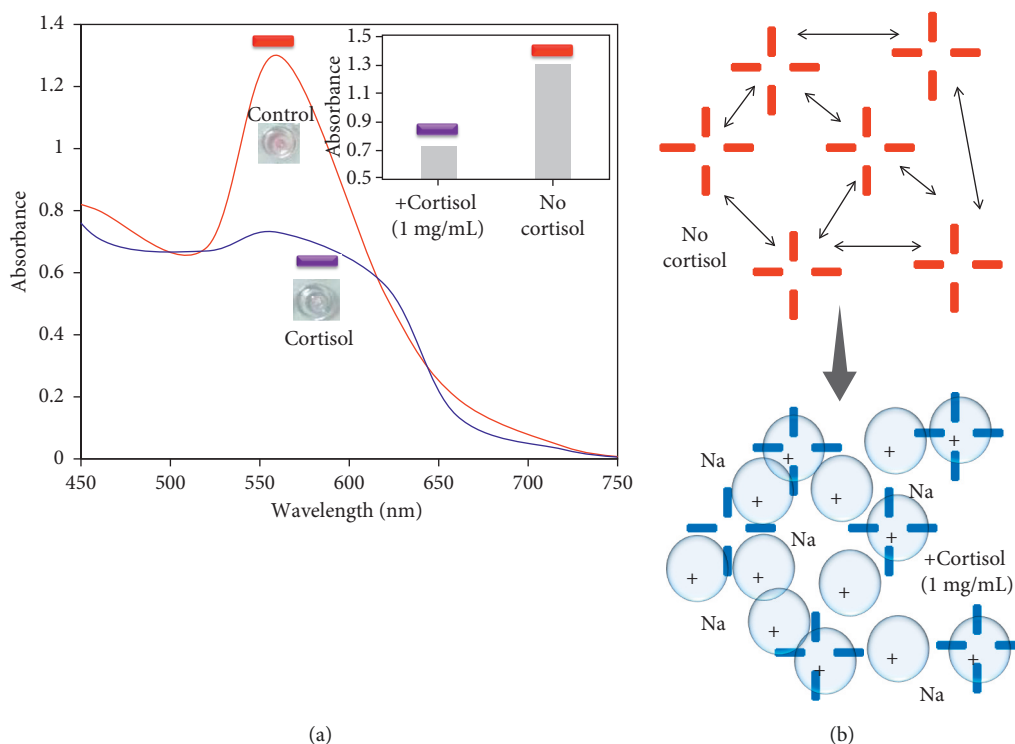 1.4
1.2
1
0.8
0.6
0.4
0.2
0
Absorbance
450
500
550
600
650
700
750
Wavelength (nm)
Control
Cortisol
1.5
1.3
1.1
0.9
0.7
0.5
Absorbance
+Cortisol
(1 mg/mL)
No
cortisol
(a)
No
cortisol
Na
+
+
+
Na
+
+
Na
+
+
+
+Cortisol
(1 mg/mL)
Na
+
+
+
+
Na
(b)